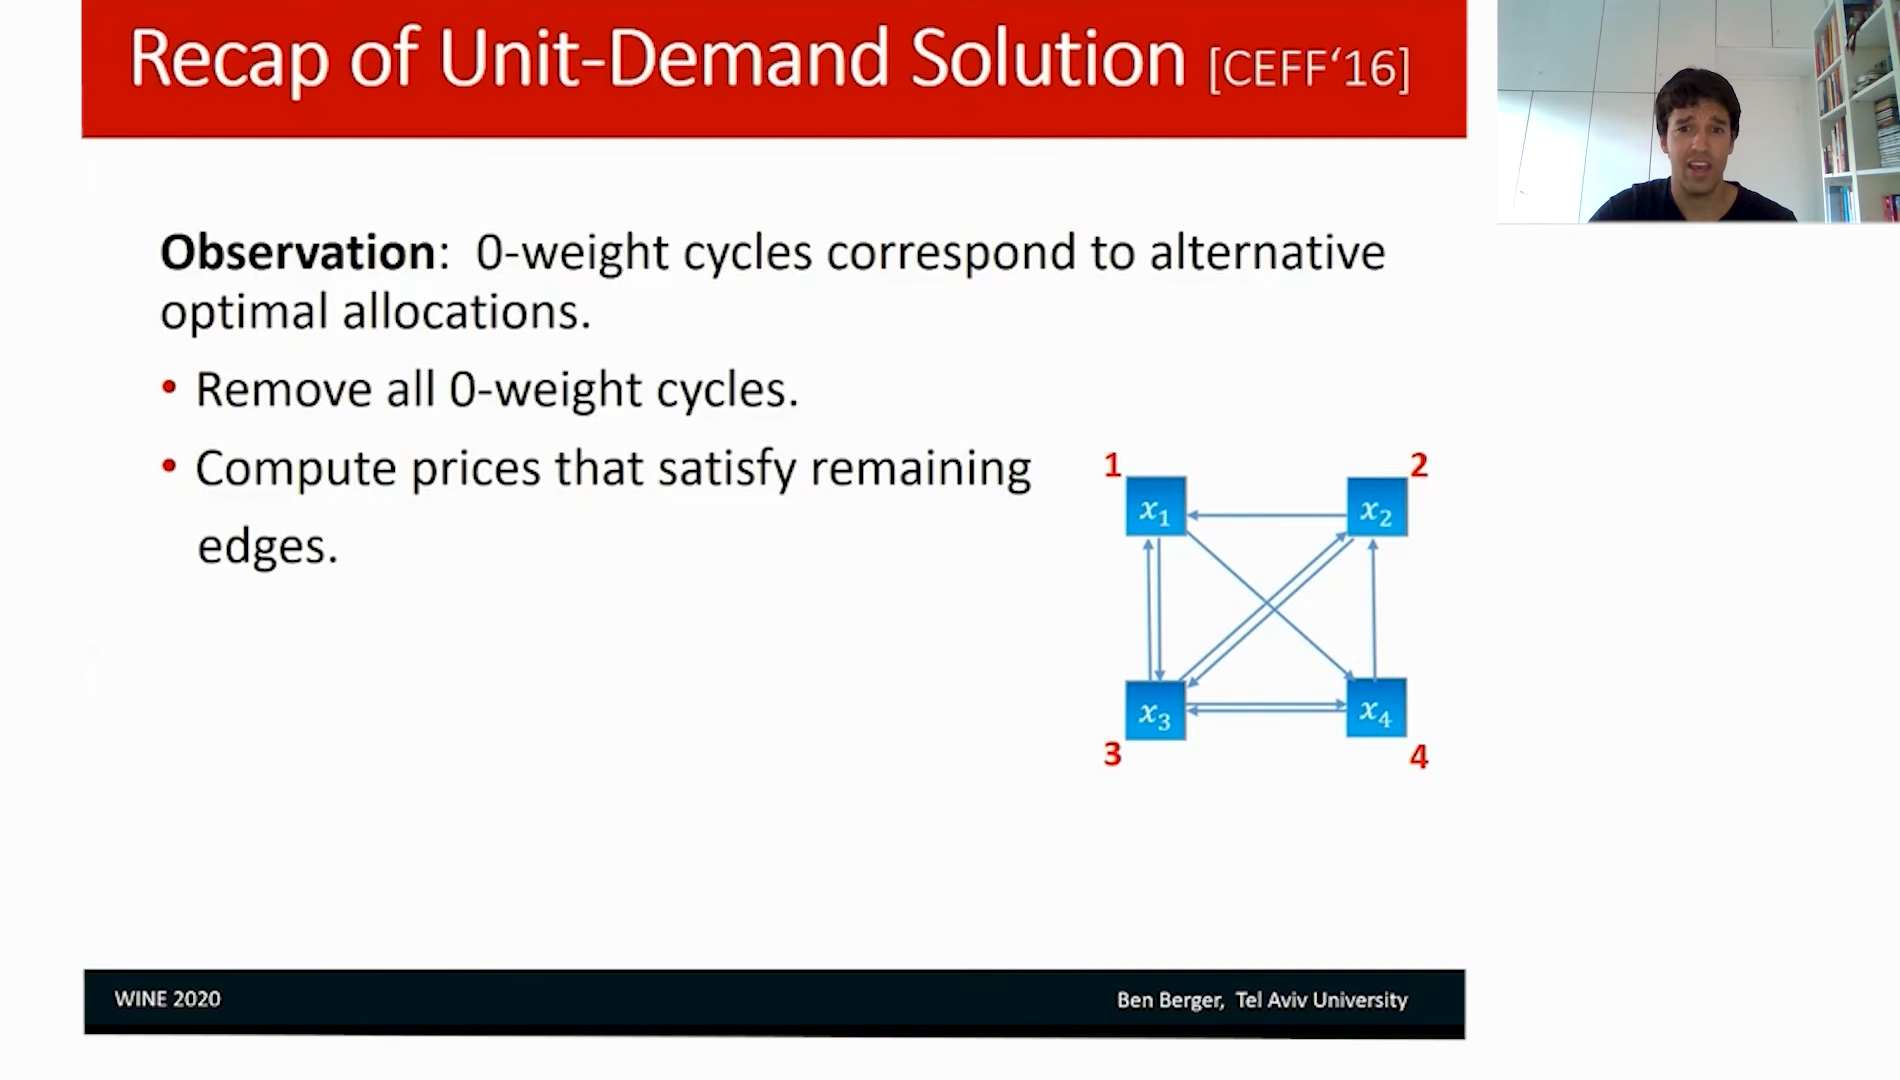 Recap of Unit-Demand Solution [CEFF‘16]
Observation: 0-weight cycles correspond to alternative
optimal allocations.
• Remove all 0-weight cycles.
• Compute prices that satisfy remaining
edges.
1 2
x₁ x₂
x₃ x₄
3 4
WINE 2020 Ben Berger, Tel Aviv University